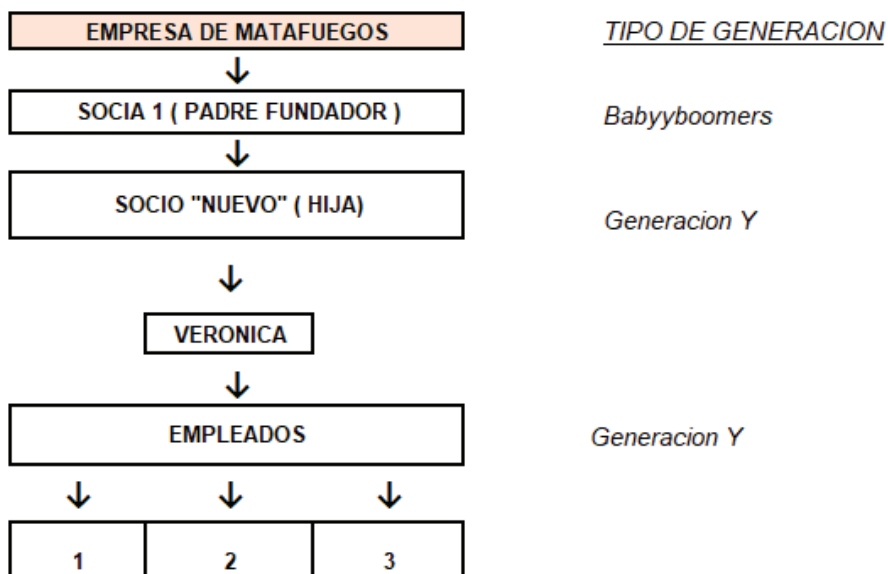 EMPRESA DE MATAFUEGOS TIPO DE GENERACION
SOCIA 1 ( PADRE FUNDADOR ) Babyyboomers
SOCIO "NUEVO" ( HIJA) Generacion Y
VERONICA
EMPLEADOS Generacion Y
1 2 3